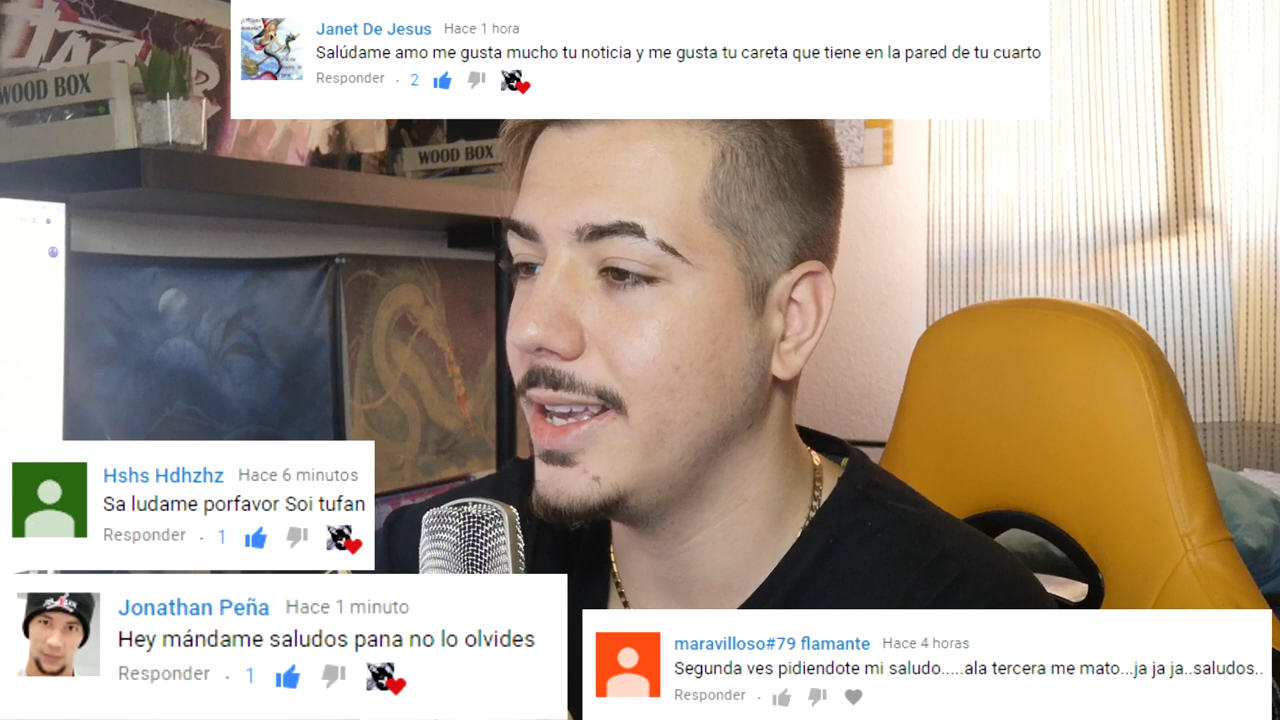 Janet De Jesus Hace 1 hora
Salúdame amo me gusta mucho tu noticia y me gusta tu careta que tiene en la pared de tu cuarto
Responder · 2
WOOD BOX
WOOD BOX
Hshs Hdhzhz Hace 6 minutos
Sa ludame porfavor Soi tufan
Responder · 1
Jonathan Peña Hace 1 minuto
Hey mándame saludos pana no lo olvides
Responder · 1
maravilloso#79 flamante Hace 4 horas
Segunda ves pidiendote mi saludo.....ala tercera me mato...ja ja ja..saludos..
Responder ·